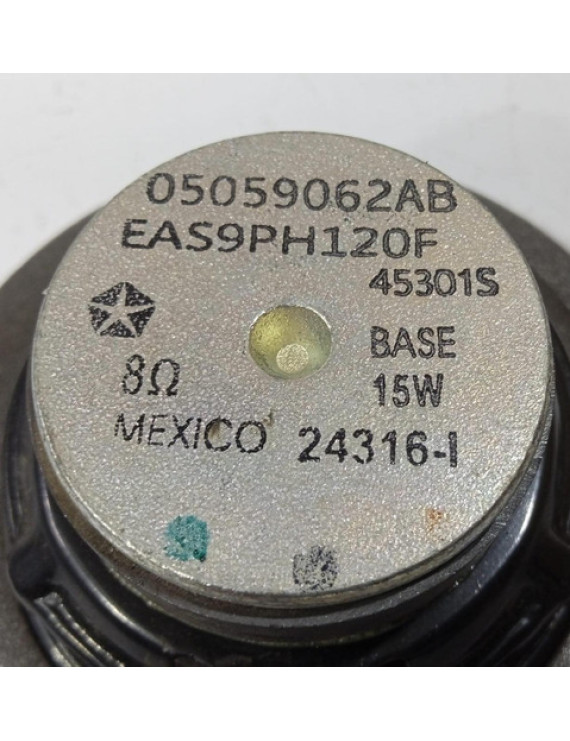 05059062AB
EAS9PH120F
45301S
BASE
8Ω 15W
MEXICO 24316-I